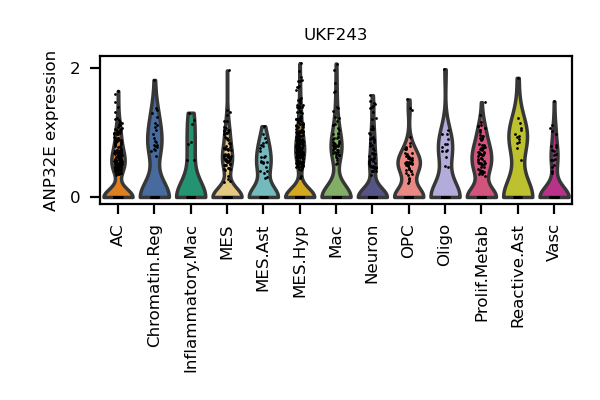 UKF243
ANP32E expression
2
0
AC
Chromatin.Reg
Inflammatory.Mac
MES
MES.Ast
MES.Hyp
Mac
Neuron
OPC
Oligo
Prolif.Metab
Reactive.Ast
Vasc